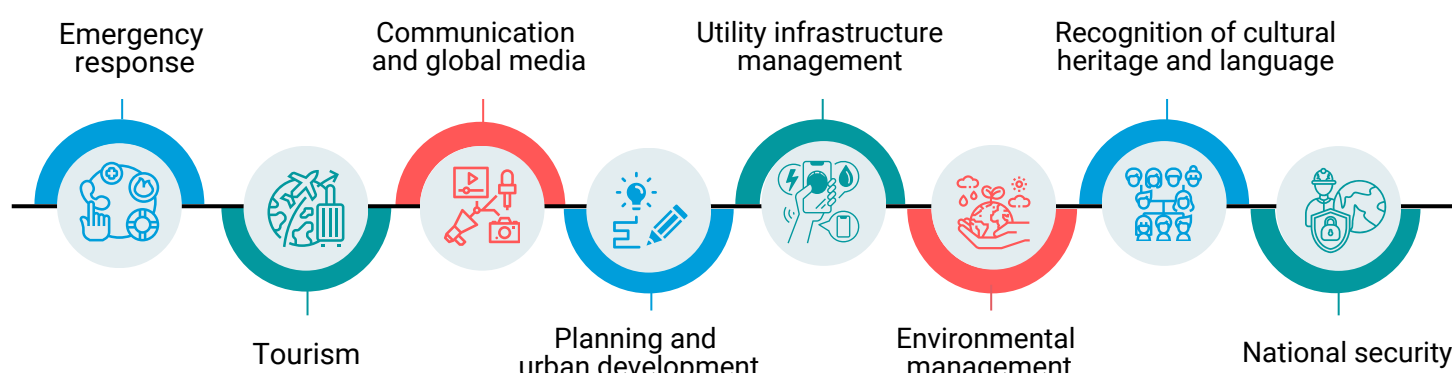 Emergency
response
Tourism
Communication
and global media
Planning and
urban development
Utility infrastructure
management
Environmental
management
Recognition of cultural
heritage and language
National security